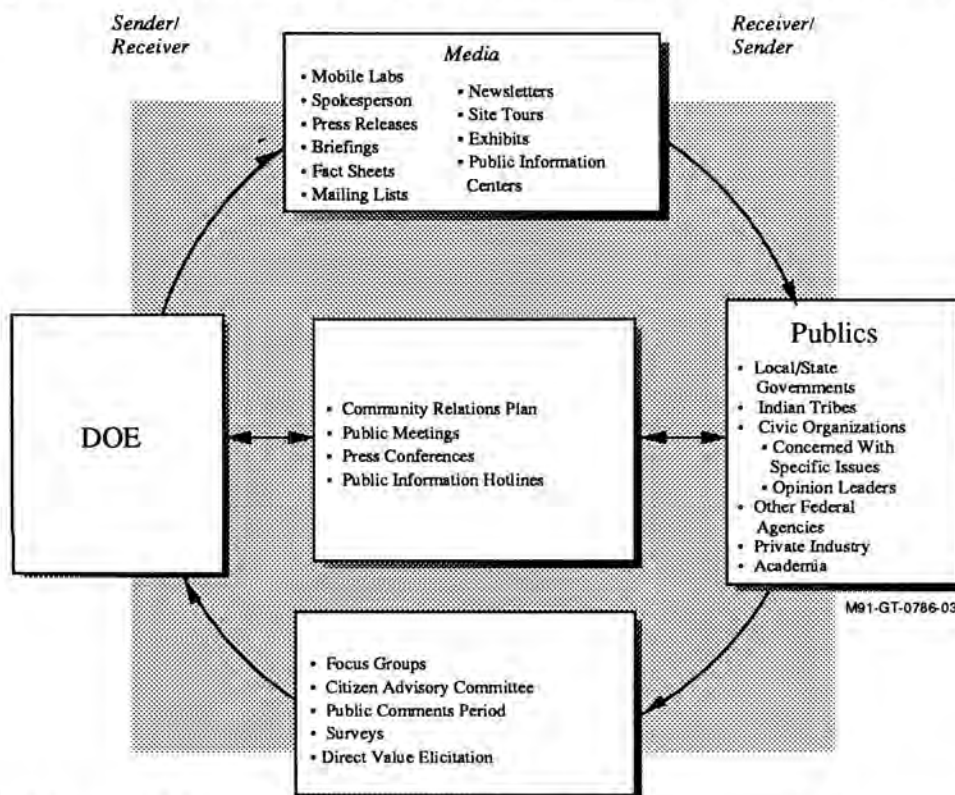 Sender/
Receiver
Receiver/
Sender
Media
• Mobile Labs
• Spokesperson
• Press Releases
• Briefings
• Fact Sheets
• Mailing Lists
• Newsletters
• Site Tours
• Exhibits
• Public Information
Centers
DOE
• Community Relations Plan
• Public Meetings
• Press Conferences
• Public Information Hotlines
Publics
• Local/State
Governments
• Indian Tribes
• Civic Organizations
• Concerned With
Specific Issues
• Opinion Leaders
• Other Federal
Agencies
• Private Industry
• Academia
M91-GT-0786-03
• Focus Groups
• Citizen Advisory Committee
• Public Comments Period
• Surveys
• Direct Value Elicitation